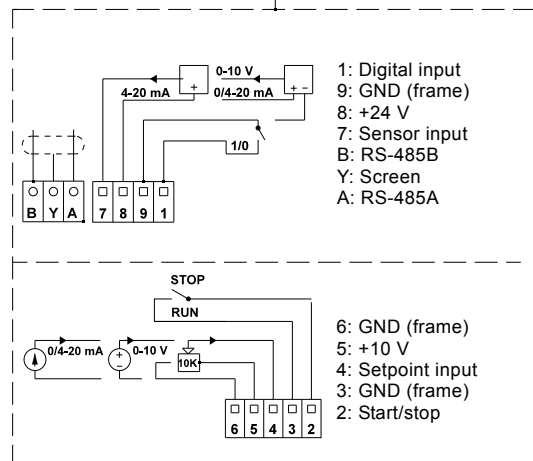 0-10 V
4-20 mA
0/4-20 mA
+
+ −
1/0
B Y A
7 8 9 1
1: Digital input
9: GND (frame)
8: +24 V
7: Sensor input
B: RS-485B
Y: Screen
A: RS-485A
STOP
RUN
0/4-20 mA
+
−
0-10 V
10K
6 5 4 3 2
6: GND (frame)
5: +10 V
4: Setpoint input
3: GND (frame)
2: Start/stop